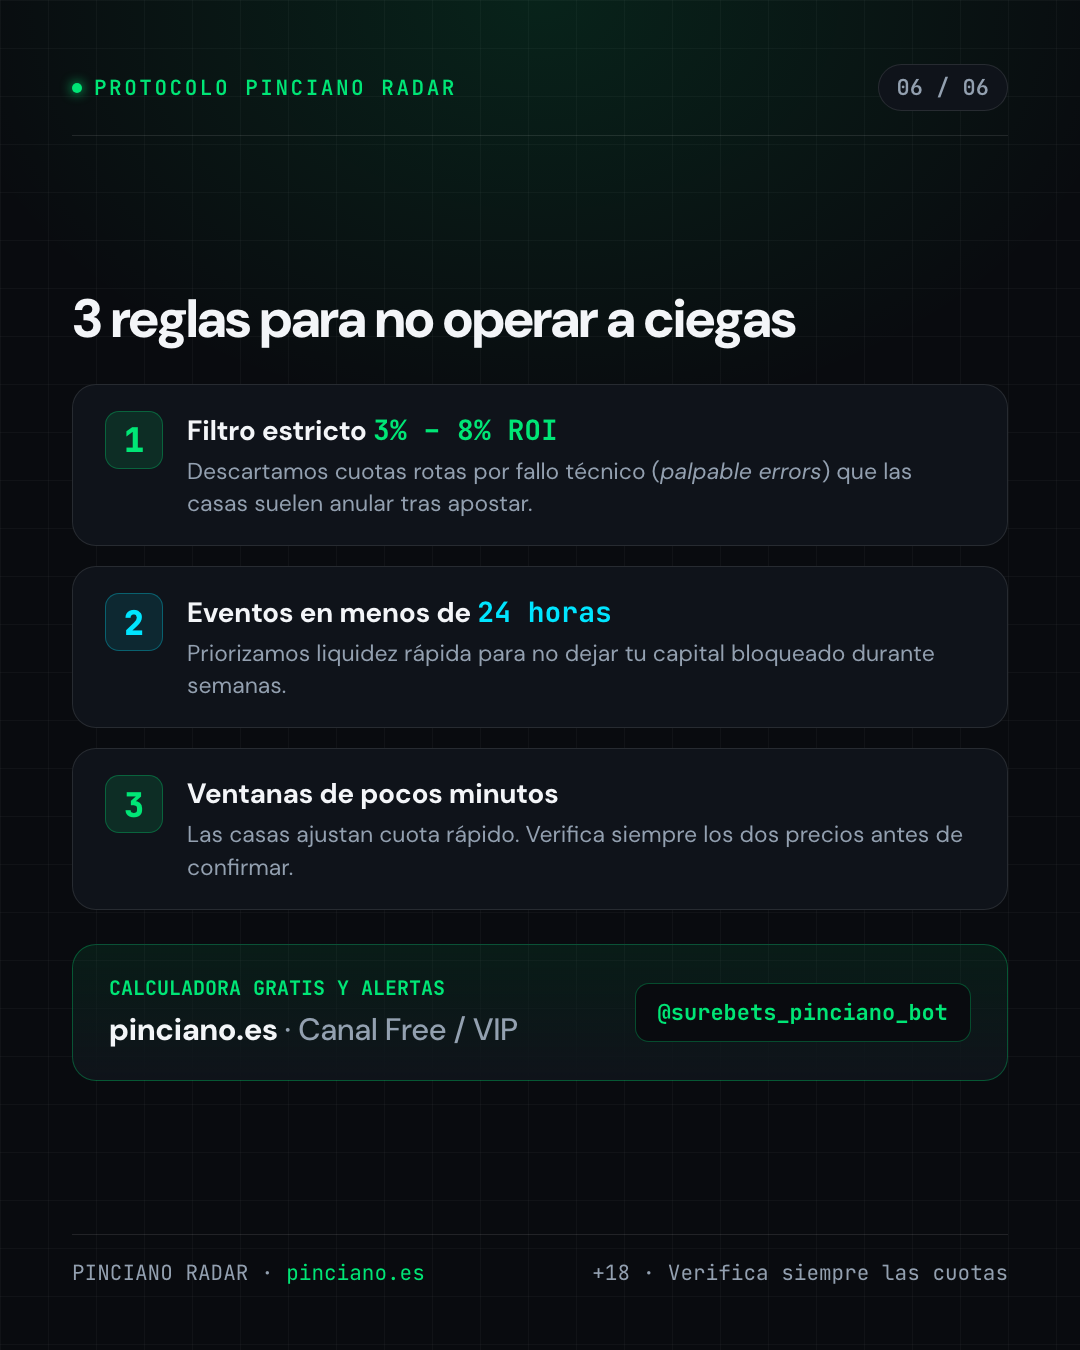 PROTOCOLO PINCIANO RADAR
06 / 06
3 reglas para no operar a ciegas
1
Filtro estricto 3% – 8% ROI
Descartamos cuotas rotas por fallo técnico (palpable errors) que las
casas suelen anular tras apostar.
2
Eventos en menos de 24 horas
Priorizamos liquidez rápida para no dejar tu capital bloqueado durante
semanas.
3
Ventanas de pocos minutos
Las casas ajustan cuota rápido. Verifica siempre los dos precios antes de
confirmar.
CALCULADORA GRATIS Y ALERTAS
pinciano.es · Canal Free / VIP
@surebets_pinciano_bot
PINCIANO RADAR · pinciano.es
+18 · Verifica siempre las cuotas